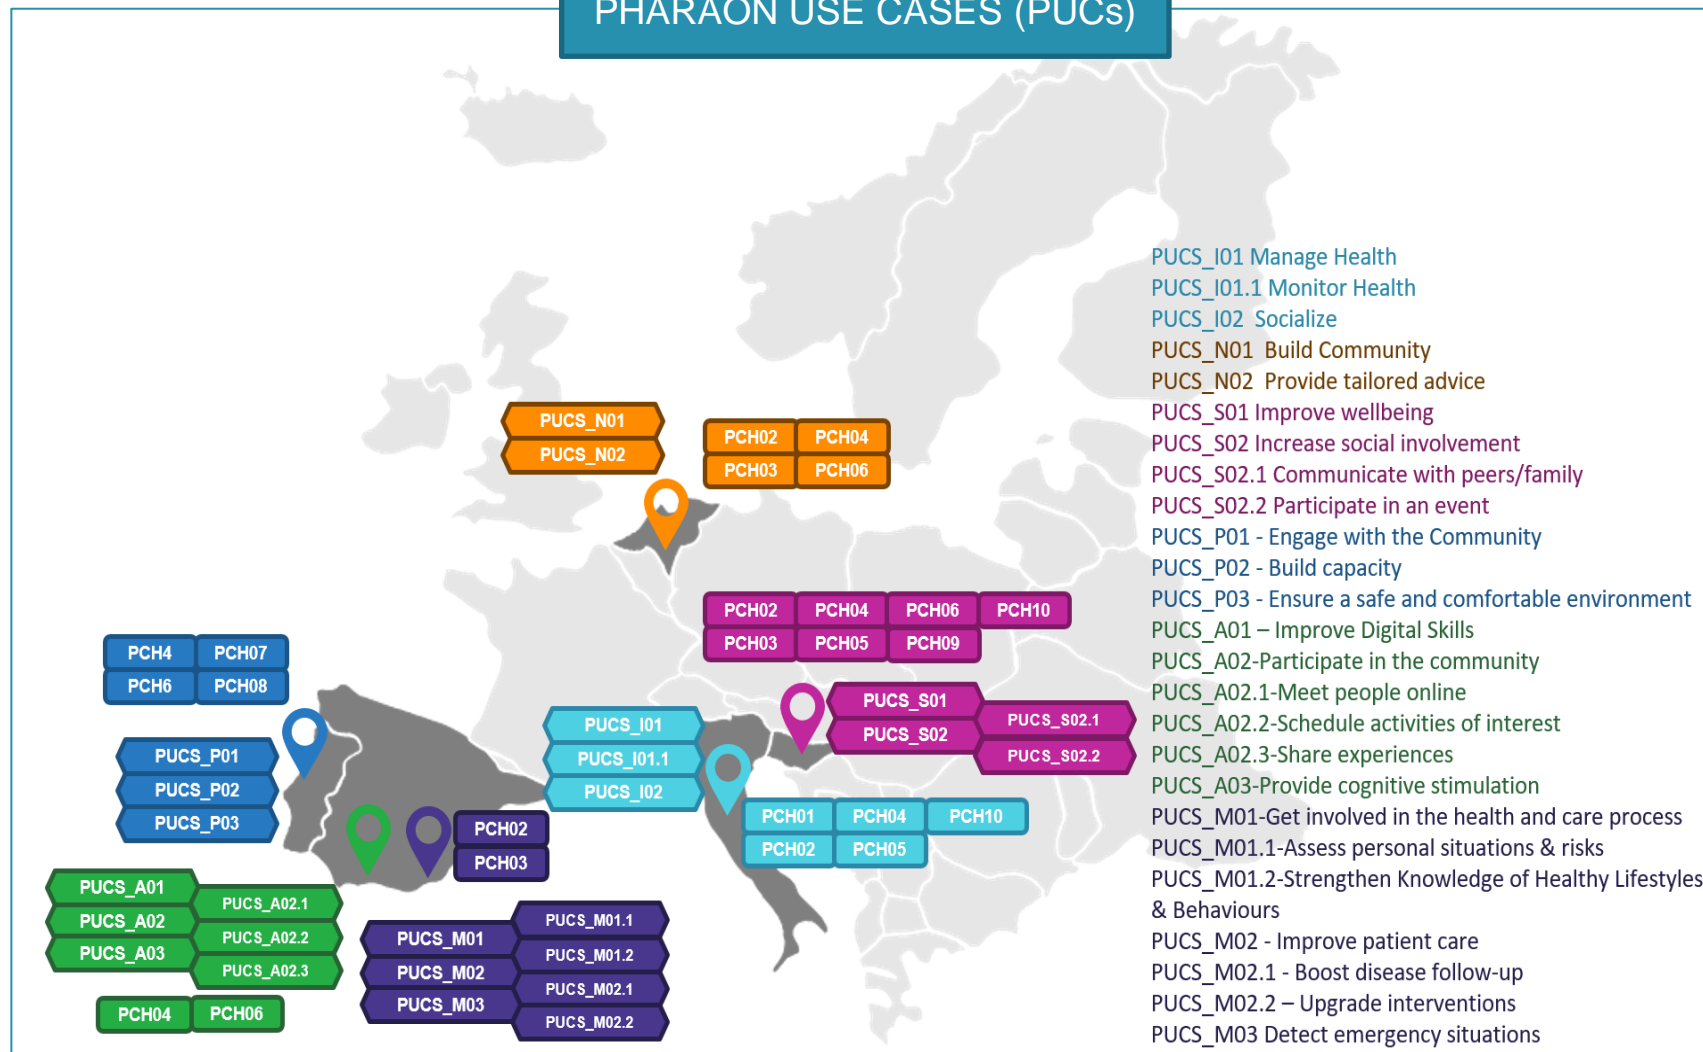 PHARAON USE CASES (PUCs)
PUCS_I01 Manage Health
PUCS_I01.1 Monitor Health
PUCS_I02 Socialize
PUCS_N01 Build Community
PUCS_N02 Provide tailored advice
PUCS_S01 Improve wellbeing
PUCS_S02 Increase social involvement
PUCS_S02.1 Communicate with peers/family
PUCS_S02.2 Participate in an event
PUCS_P01 - Engage with the Community
PUCS_P02 - Build capacity
PUCS_P03 - Ensure a safe and comfortable environment
PUCS_A01 – Improve Digital Skills
PUCS_A02-Participate in the community
PUCS_A02.1-Meet people online
PUCS_A02.2-Schedule activities of interest
PUCS_A02.3-Share experiences
PUCS_A03-Provide cognitive stimulation
PUCS_M01-Get involved in the health and care process
PUCS_M01.1-Assess personal situations & risks
PUCS_M01.2-Strengthen Knowledge of Healthy Lifestyles
& Behaviours
PUCS_M02 - Improve patient care
PUCS_M02.1 - Boost disease follow-up
PUCS_M02.2 – Upgrade interventions
PUCS_M03 Detect emergency situations
PUCS_N01
PUCS_N02
PCH02 PCH04
PCH03 PCH06
PCH02 PCH04 PCH06 PCH10
PCH03 PCH05 PCH09
PUCS_S01
PUCS_S02
PUCS_S02.1
PUCS_S02.2
PCH4 PCH07
PCH6 PCH08
PUCS_P01
PUCS_P02
PUCS_P03
PUCS_I01
PUCS_I01.1
PUCS_I02
PCH01 PCH04 PCH10
PCH02 PCH05
PCH02
PCH03
PUCS_A01
PUCS_A02
PUCS_A03
PUCS_A02.1
PUCS_A02.2
PUCS_A02.3
PCH04 PCH06
PUCS_M01
PUCS_M02
PUCS_M03
PUCS_M01.1
PUCS_M01.2
PUCS_M02.1
PUCS_M02.2